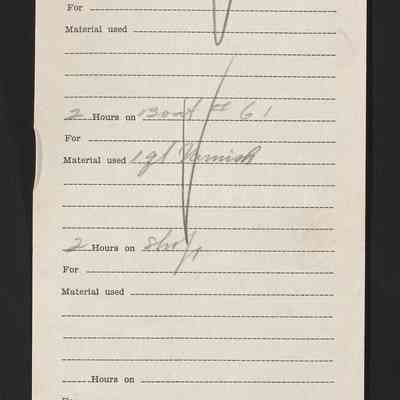 For
Material used
2 Hours on Boat # 61
For
Material used 1 gl Varnish
2 Hours on Shop
For
Material used
Hours on